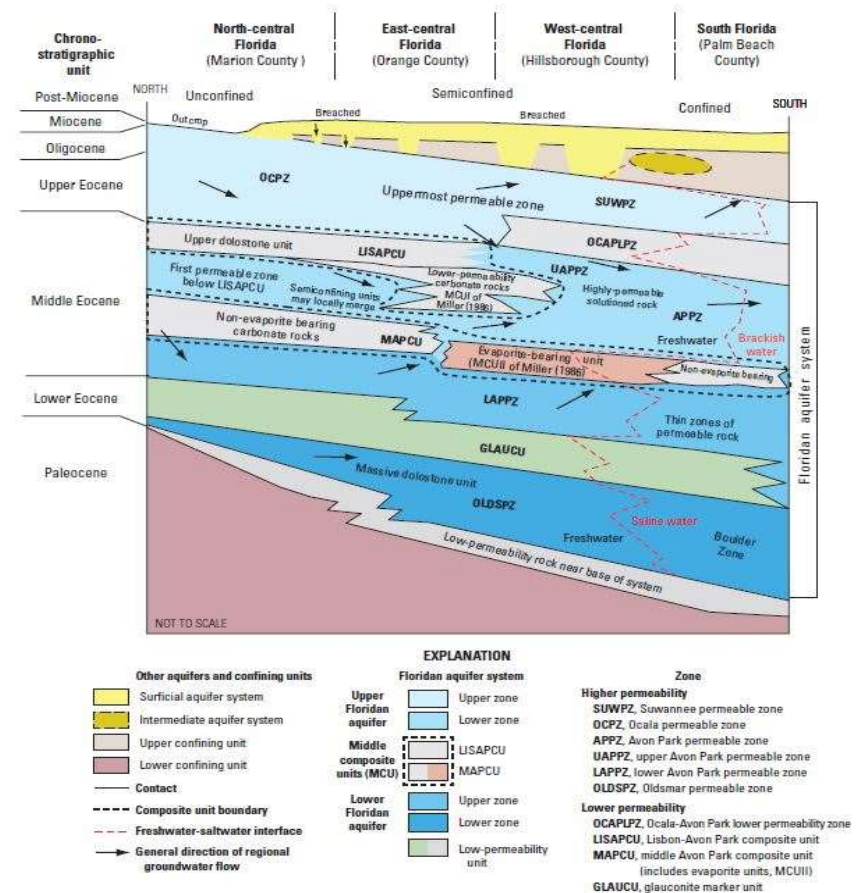 Chrono-
stratigraphic
unit
North-central
Florida
(Marion County )
East-central
Florida
(Orange County)
West-central
Florida
(Hillsborough County)
South Florida
(Palm Beach
County)
Post-Miocene
Miocene
Oligocene
Upper Eocene
Middle Eocene
Lower Eocene
Paleocene
NORTH
SOUTH
Unconfined
Semiconfined
Confined
Outcrop
Breached
Breached
OCPZ
Uppermost permeable zone
SUWPZ
Upper dolostone unit
LISAPCU
OCAPLPZ
First permeable zone
below LISAPCU
Semiconfining units
may locally merge
Lower-permeability
carbonate rocks
MCUI of
Miller (1986)
UAPPZ
Highly-permeable
solutioned rock
APPZ
Freshwater
Brackish
water
Non-evaporite bearing
carbonate rocks
MAPCU
Evaporite-bearing unit
(MCUII of Miller (1986)
Non-evaporite bearing
LAPPZ
Thin zones of
permeable rock
GLAUCU
Massive dolostone unit
OLDSPZ
Saline water
Freshwater
Boulder
Zone
Low-permeability rock near base of system
Floridan aquifer system
NOT TO SCALE
EXPLANATION
Other aquifers and confining units
Surficial aquifer system
Intermediate aquifer system
Upper confining unit
Lower confining unit
Contact
Composite unit boundary
Freshwater-saltwater interface
General direction of regional
groundwater flow
Floridan aquifer system
Upper
Floridan
aquifer
Upper zone
Lower zone
Middle
composite
units (MCU)
LISAPCU
MAPCU
Lower
Floridan
aquifer
Upper zone
Lower zone
Low-permeability
unit
Zone
Higher permeability
SUWPZ, Suwannee permeable zone
OCPZ, Ocala permeable zone
APPZ, Avon Park permeable zone
UAPPZ, upper Avon Park permeable zone
LAPPZ, lower Avon Park permeable zone
OLDSPZ, Oldsmar permeable zone
Lower permeability
OCAPLPZ, Ocala-Avon Park lower permeability zone
LISAPCU, Lisbon-Avon Park composite unit
MAPCU, middle Avon Park composite unit
(includes evaporite units, MCUII)
GLAUCU, glauconite marker unit